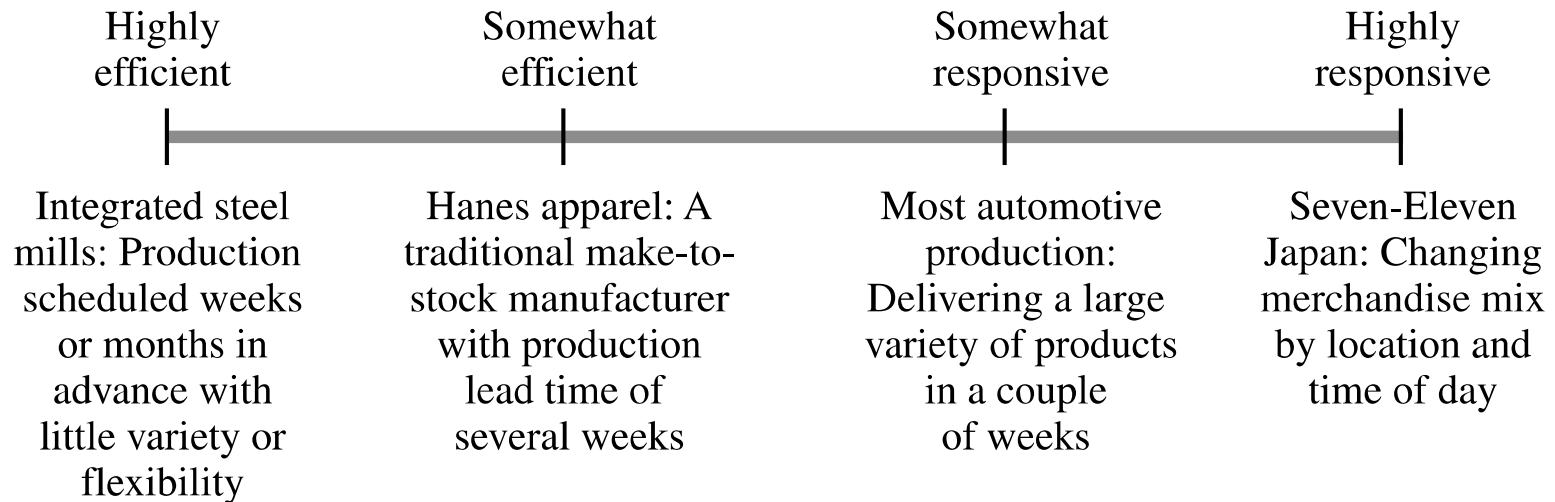 Highly
efficient
Somewhat
efficient
Somewhat
responsive
Highly
responsive
Integrated steel
mills: Production
scheduled weeks
or months in
advance with
little variety or
flexibility
Hanes apparel: A
traditional make-to-
stock manufacturer
with production
lead time of
several weeks
Most automotive
production:
Delivering a large
variety of products
in a couple
of weeks
Seven-Eleven
Japan: Changing
merchandise mix
by location and
time of day